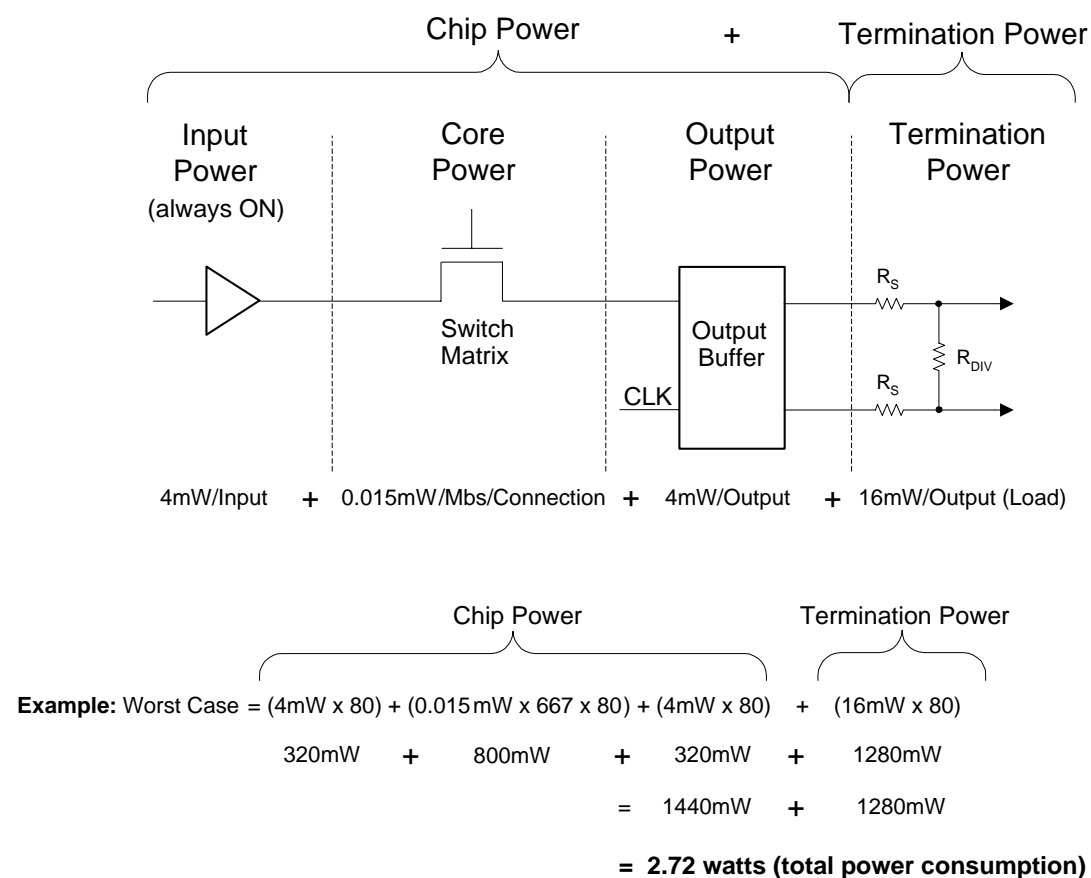 Chip Power + Termination Power
Input Power (always ON)
Core Power
Output Power
Termination Power
Switch Matrix
Output Buffer
CLK
RS
RDIV
RS
4mW/Input + 0.015mW/Mbs/Connection + 4mW/Output + 16mW/Output (Load)
Chip Power Termination Power
Example: Worst Case = (4mW x 80) + (0.015mW x 667 x 80) + (4mW x 80) + (16mW x 80)
320mW + 800mW + 320mW + 1280mW
= 1440mW + 1280mW
= 2.72 watts (total power consumption)